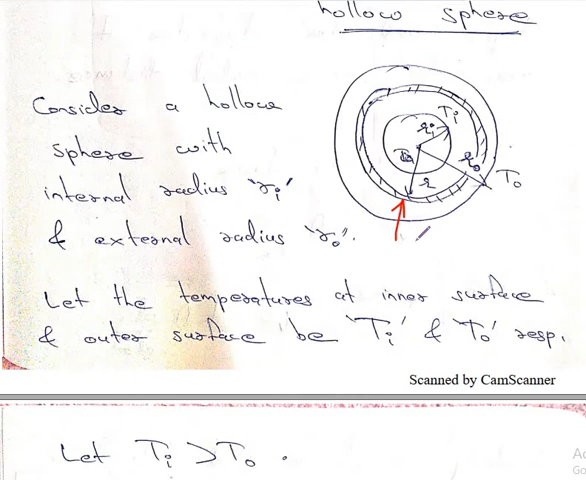 hollow sphere
Consider a hollow
sphere with
internal radius 'ri'
& external radius 'ro'.
Ti
ri
ro
r
To
Let the temperatures at inner surface
& outer surface be 'Ti' & 'To' resp.
Scanned by CamScanner
Let Ti > To .